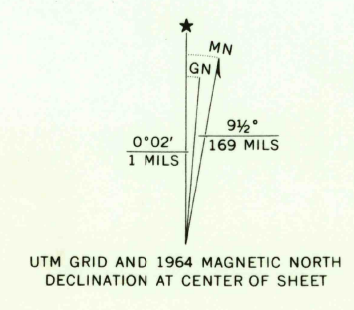 ★
MN
GN
0°02'
1 MILS
9½°
169 MILS
UTM GRID AND 1964 MAGNETIC NORTH
DECLINATION AT CENTER OF SHEET